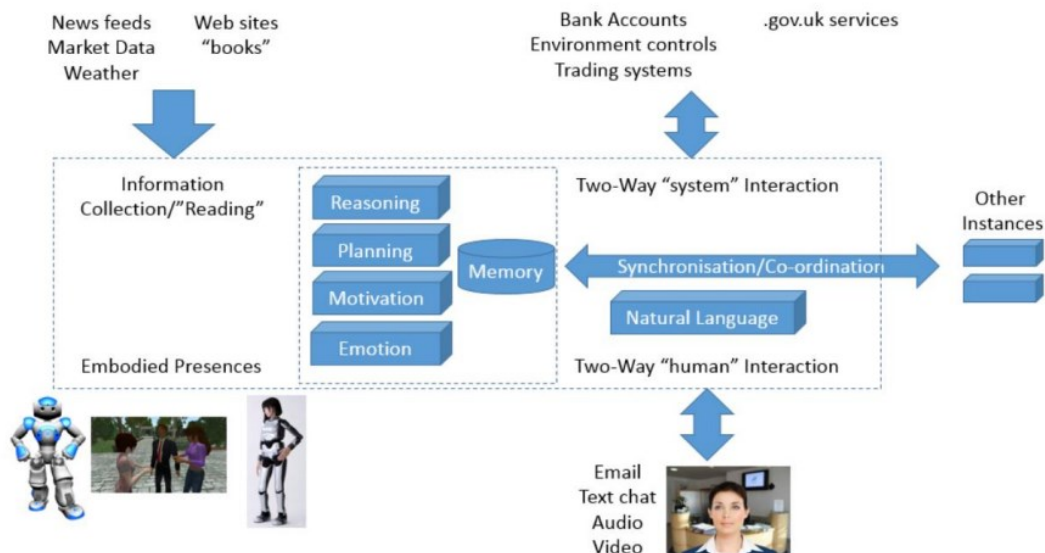 News feeds
Market Data
Weather
Web sites
“books”
Bank Accounts
Environment controls
Trading systems
.gov.uk services
Information
Collection/”Reading”
Reasoning
Planning
Motivation
Emotion
Memory
Two-Way “system” Interaction
Synchronisation/Co-ordination
Natural Language
Other
Instances
Embodied Presences
Two-Way “human” Interaction
Email
Text chat
Audio
Video